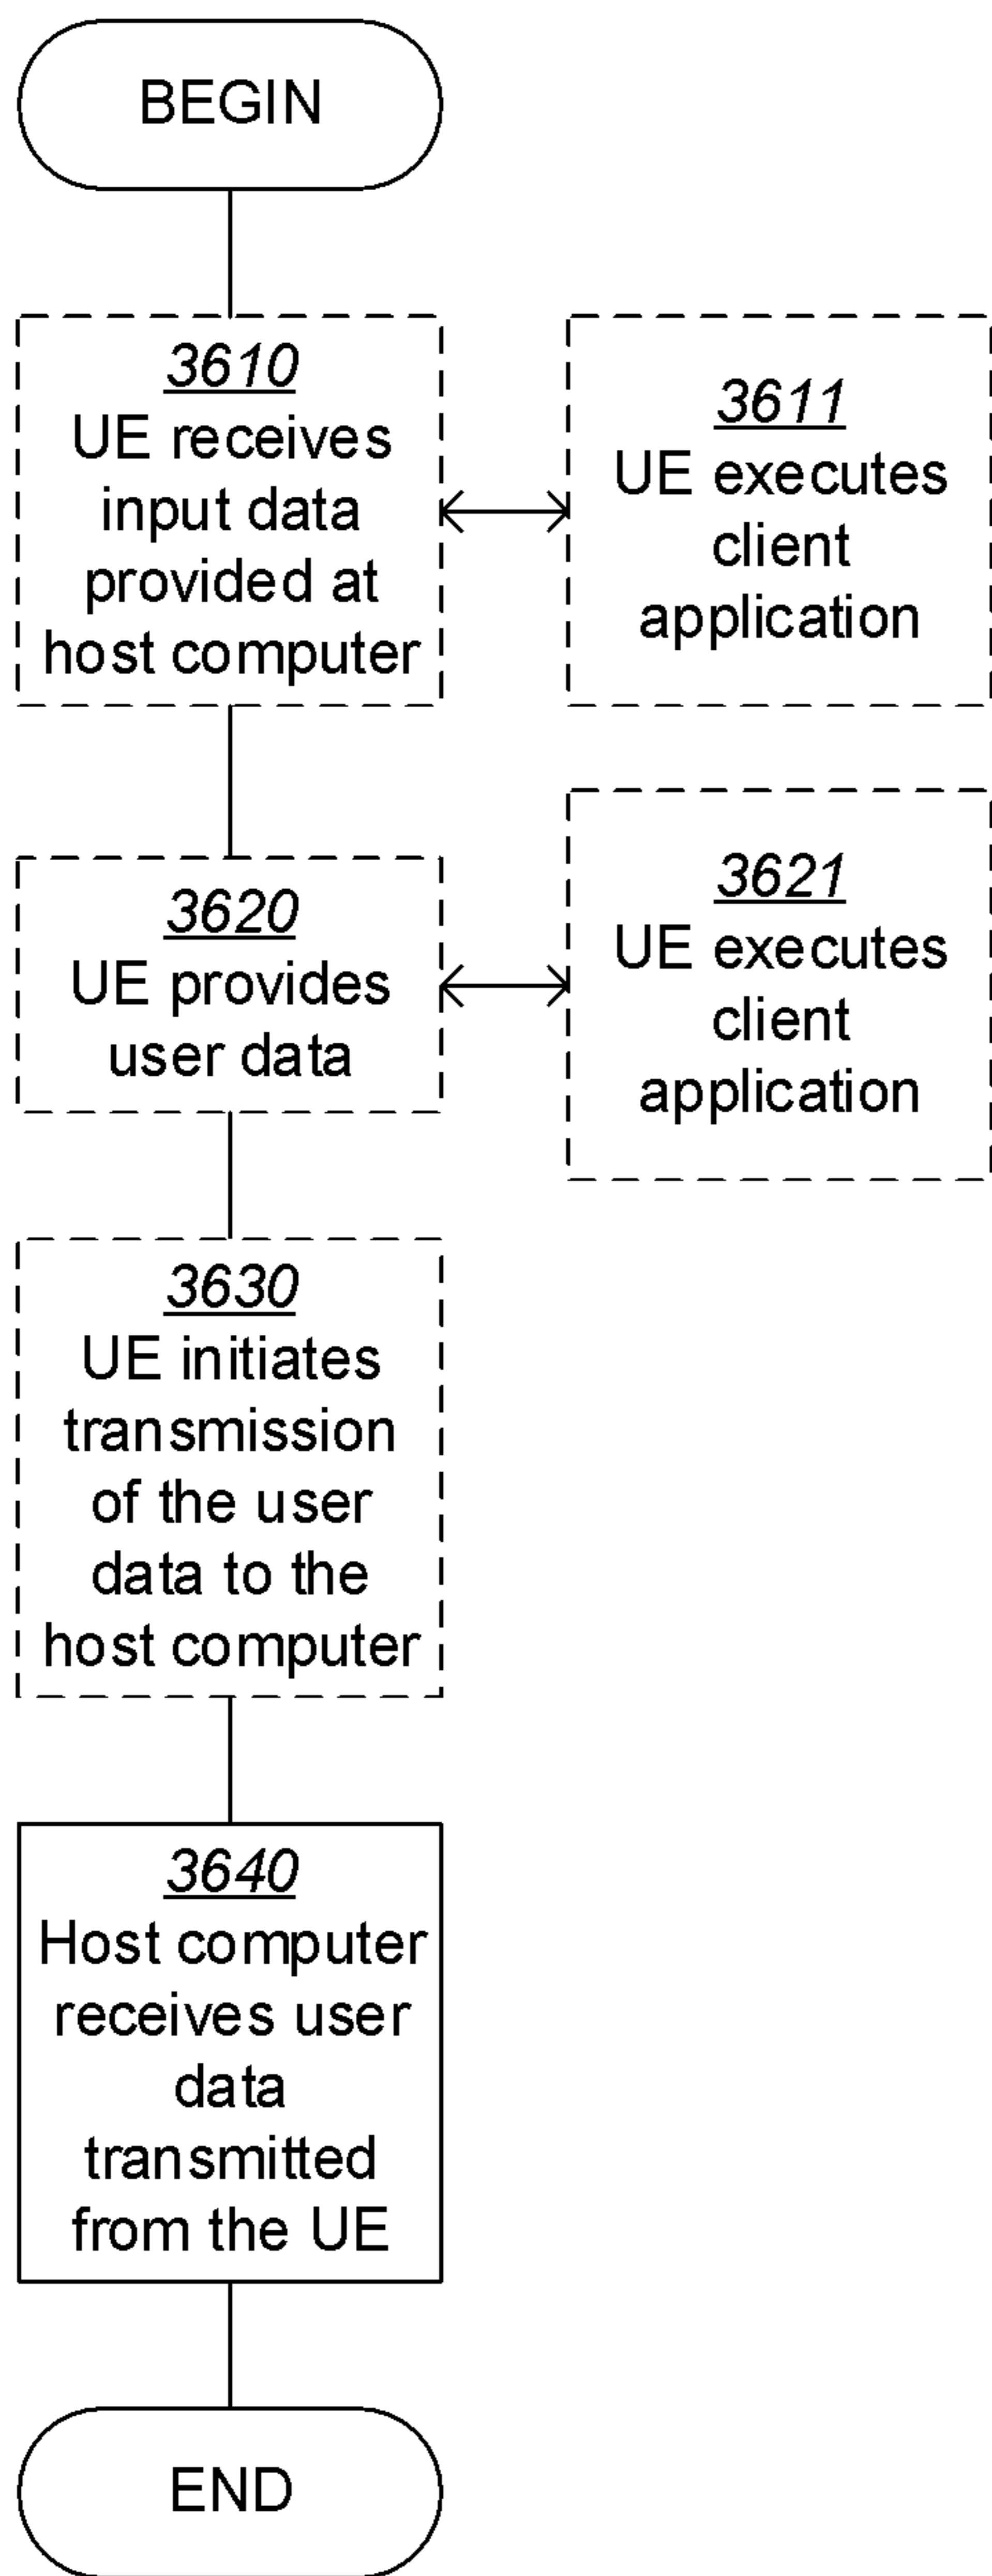 BEGIN
3610
UE receives
input data
provided at
host computer
3611
UE executes
client
application
3620
UE provides
user data
3621
UE executes
client
application
3630
UE initiates
transmission
of the user
data to the
host computer
3640
Host computer
receives user
data
transmitted
from the UE
END